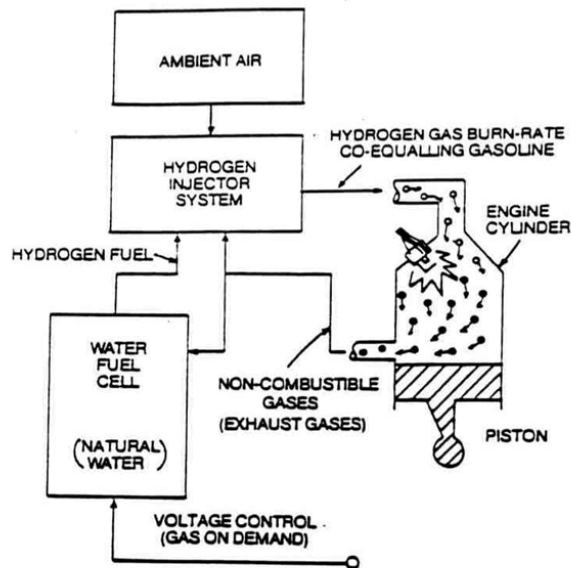 AMBIENT AIR
HYDROGEN GAS BURN-RATE
CO-EQUALLING GASOLINE
HYDROGEN
INJECTOR
SYSTEM
ENGINE
CYLINDER
HYDROGEN FUEL
WATER
FUEL
CELL
(NATURAL
WATER)
NON-COMBUSTIBLE
GASES
(EXHAUST GASES)
PISTON
VOLTAGE CONTROL
(GAS ON DEMAND)